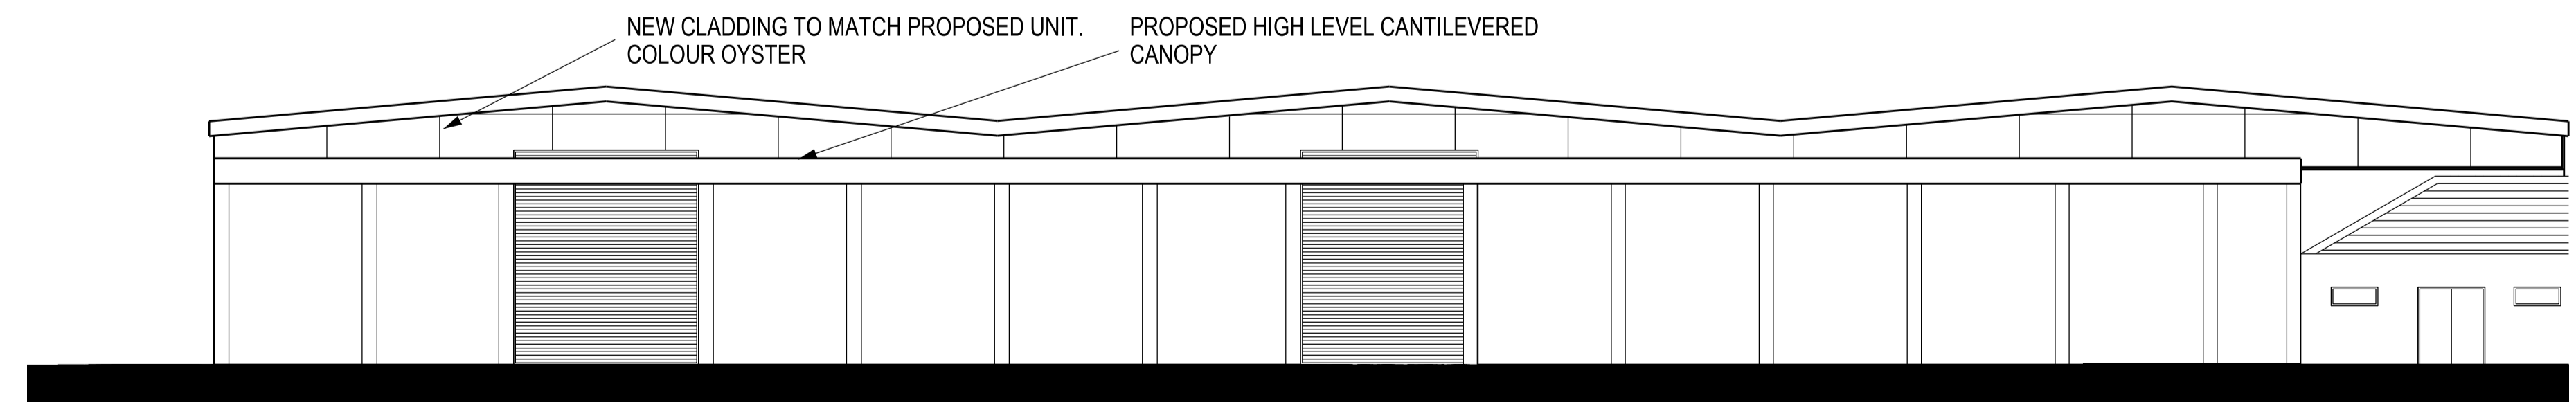 NEW CLADDING TO MATCH PROPOSED UNIT.
COLOUR OYSTER
PROPOSED HIGH LEVEL CANTILEVERED
CANOPY